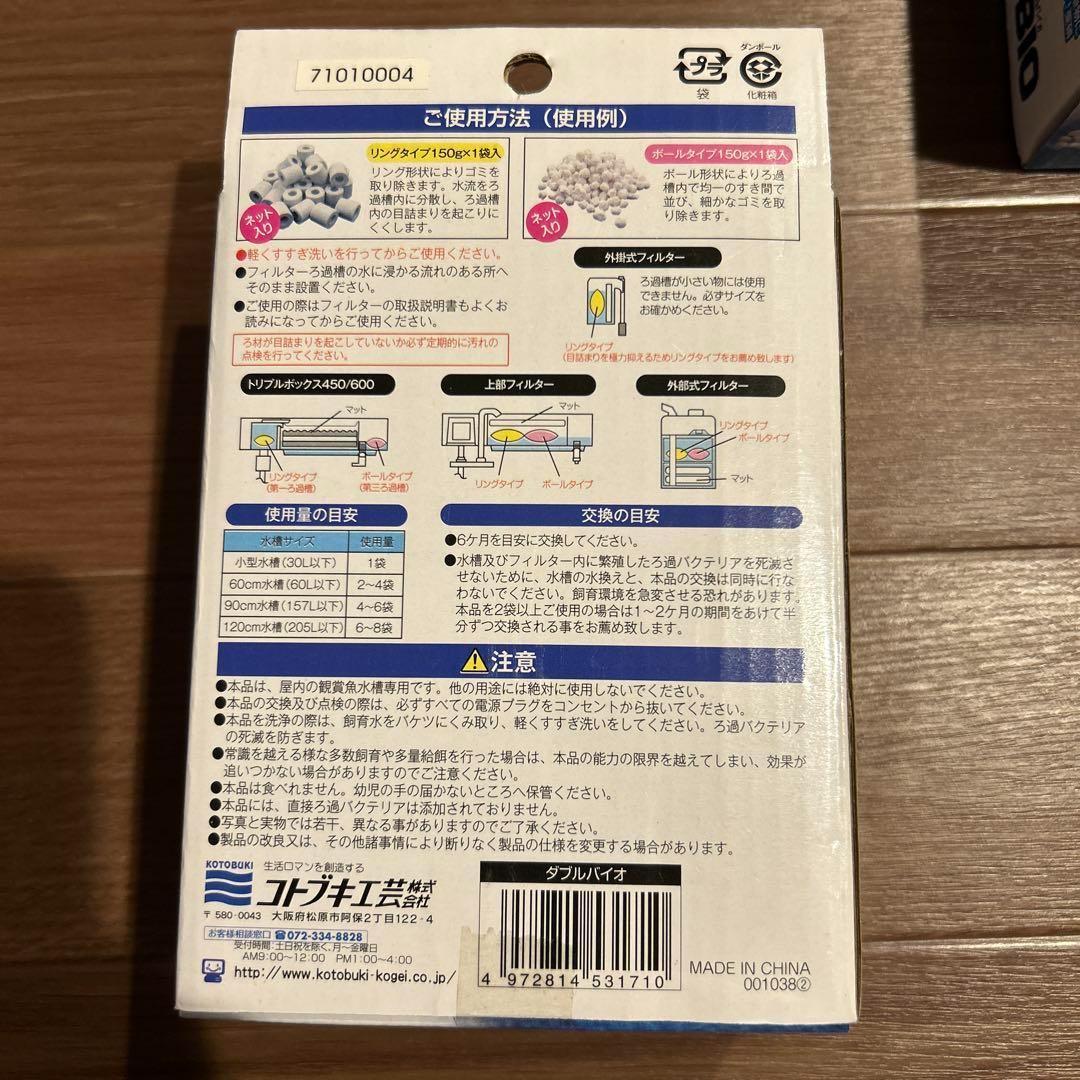 71010004
プラ
袋
ダンボール
化粧箱
BIO
ご使用方法（使用例）
リングタイプ150g×1袋入
リング形状によりゴミを
取り除きます。水流をろ
過槽内に分散し、ろ過槽
内の目詰まりを起こりに
くくします。
ネット
入り
ボールタイプ150g×1袋入
ボール形状によりろ過
槽内で均一のすき間で
並び、細かなゴミを取
り除きます。
ネット
入り
●軽くすすぎ洗いを行ってからご使用ください。
●フィルターろ過槽の水に浸かる流れのある所へ
そのまま設置ください。
●ご使用の際はフィルターの取扱説明書もよくお
読みになってからご使用ください。
ろ材が目詰まりを起こしていないか必ず定期的に汚れの
点検を行ってください。
外掛式フィルター
ろ過槽が小さい物には使用
できません。必ずサイズを
お確かめください。
リングタイプ
(目詰まりを極力抑えるためリングタイプをお薦め致します)
トリプルボックス450/600
マット
リングタイプ
(第一ろ過槽)
ボールタイプ
(第三ろ過槽)
上部フィルター
マット
リングタイプ
ボールタイプ
外部式フィルター
リングタイプ
ボールタイプ
マット
使用量の目安
水槽サイズ 使用量
小型水槽(30L以下) 1袋
60cm水槽(60L以下) 2〜4袋
90cm水槽(157L以下) 4〜6袋
120cm水槽(205L以下) 6〜8袋
交換の目安
●6ケ月を目安に交換してください。
●水槽及びフィルター内に繁殖したろ過バクテリアを死滅さ
せないために、水槽の水換えと、本品の交換は同時に行な
わないでください。飼育環境を急変させる恐れがあります。
本品を2袋以上ご使用の場合は1〜2ケ月の期間をあけて半
分ずつ交換される事をお薦め致します。
注意
●本品は、屋内の観賞魚水槽専用です。他の用途には絶対に使用しないでください。
●本品の交換及び点検の際は、必ずすべての電源プラグをコンセントから抜いてください。
●本品を洗浄の際は、飼育水をバケツにくみ取り、軽くすすぎ洗いをしてください。ろ過バクテリア
の死滅を防ぎます。
●常識を越える様な多数飼育や多量給餌を行った場合は、本品の能力の限界を越えてしまい、効果が
追いつかない場合がありますのでご注意ください。
●本品は食べれません。幼児の手の届かないところへ保管ください。
●本品には、直接ろ過バクテリアは添加されておりません。
●写真と実物では若干、異なる事がありますのでご了承ください。
●製品の改良又は、その他諸事情により断りなく製品の仕様を変更する場合があります。
KOTOBUKI
生活ロマンを創造する
コトブキ工芸株式会社
〒580-0043 大阪府松原市阿保2丁目122-4
お客様相談窓口 ☎072-334-8828
受付時間:土日祝を除く、月〜金曜日
AM9:00〜12:00 PM1:00〜4:00
http://www.kotobuki-kogei.co.jp/
ダブルバイオ
4 972814 531710
MADE IN CHINA
001038②